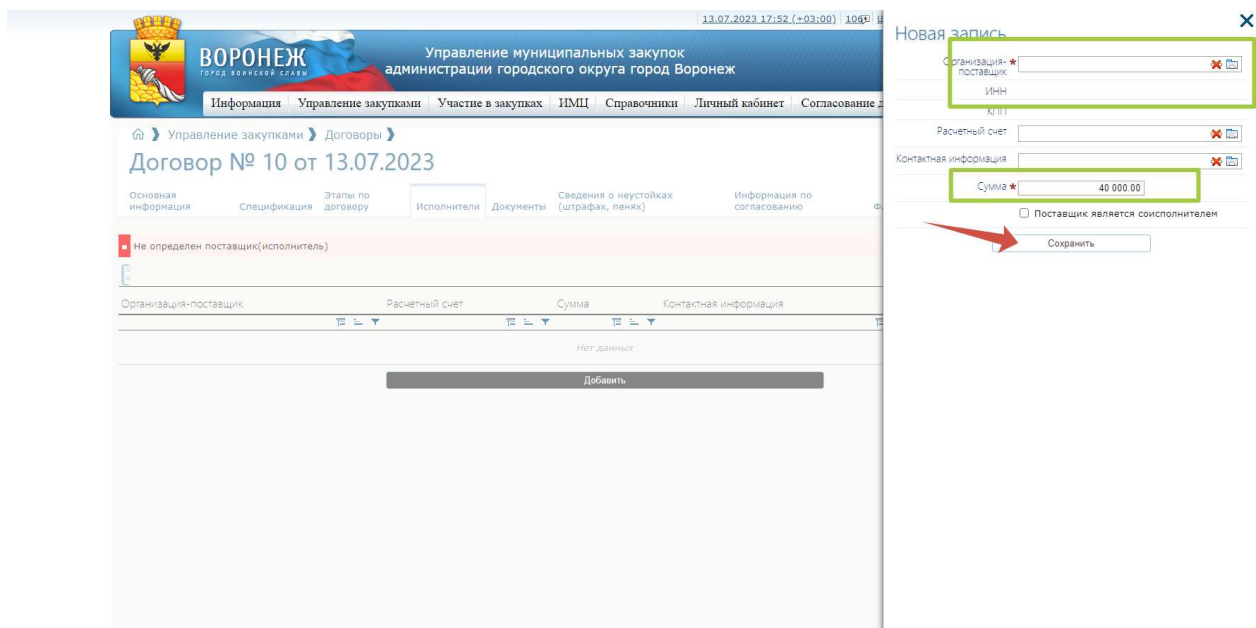 13.07.2023 17:52 (+03:00)
ВОРОНЕЖ
ГОРОД ВОИНСКОЙ СЛАВЫ
Управление муниципальных закупок
администрации городского округа город Воронеж
Информация Управление закупками Участие в закупках ИМЦ Справочники Личный кабинет Согласование
Управление закупками Договоры
Договор № 10 от 13.07.2023
Основная информация
Спецификация
Этапы по договору
Исполнители
Документы
Сведения о неустойках (штрафах, пенях)
Информация по согласованию
Не определен поставщик(исполнитель)
Организация-поставщик Расчетный счет Сумма Контактная информация
Нет данных
Добавить
Новая запись
Организация-поставщик *
ИНН
КПП
Расчетный счет
Контактная информация
Сумма * 40 000.00
Поставщик является соисполнителем
Сохранить